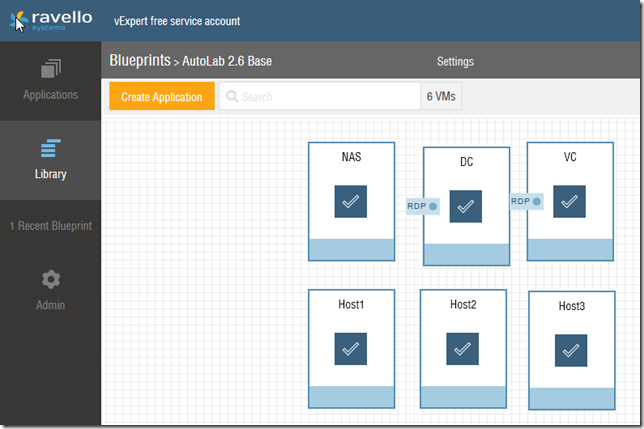 ravello
systems
vExpert free service account
Blueprints > AutoLab 2.6 Base
Settings
Applications
Create Application
Search
6 VMs
Library
NAS
DC
VC
RDP
RDP
1 Recent Blueprint
Admin
Host1
Host2
Host3